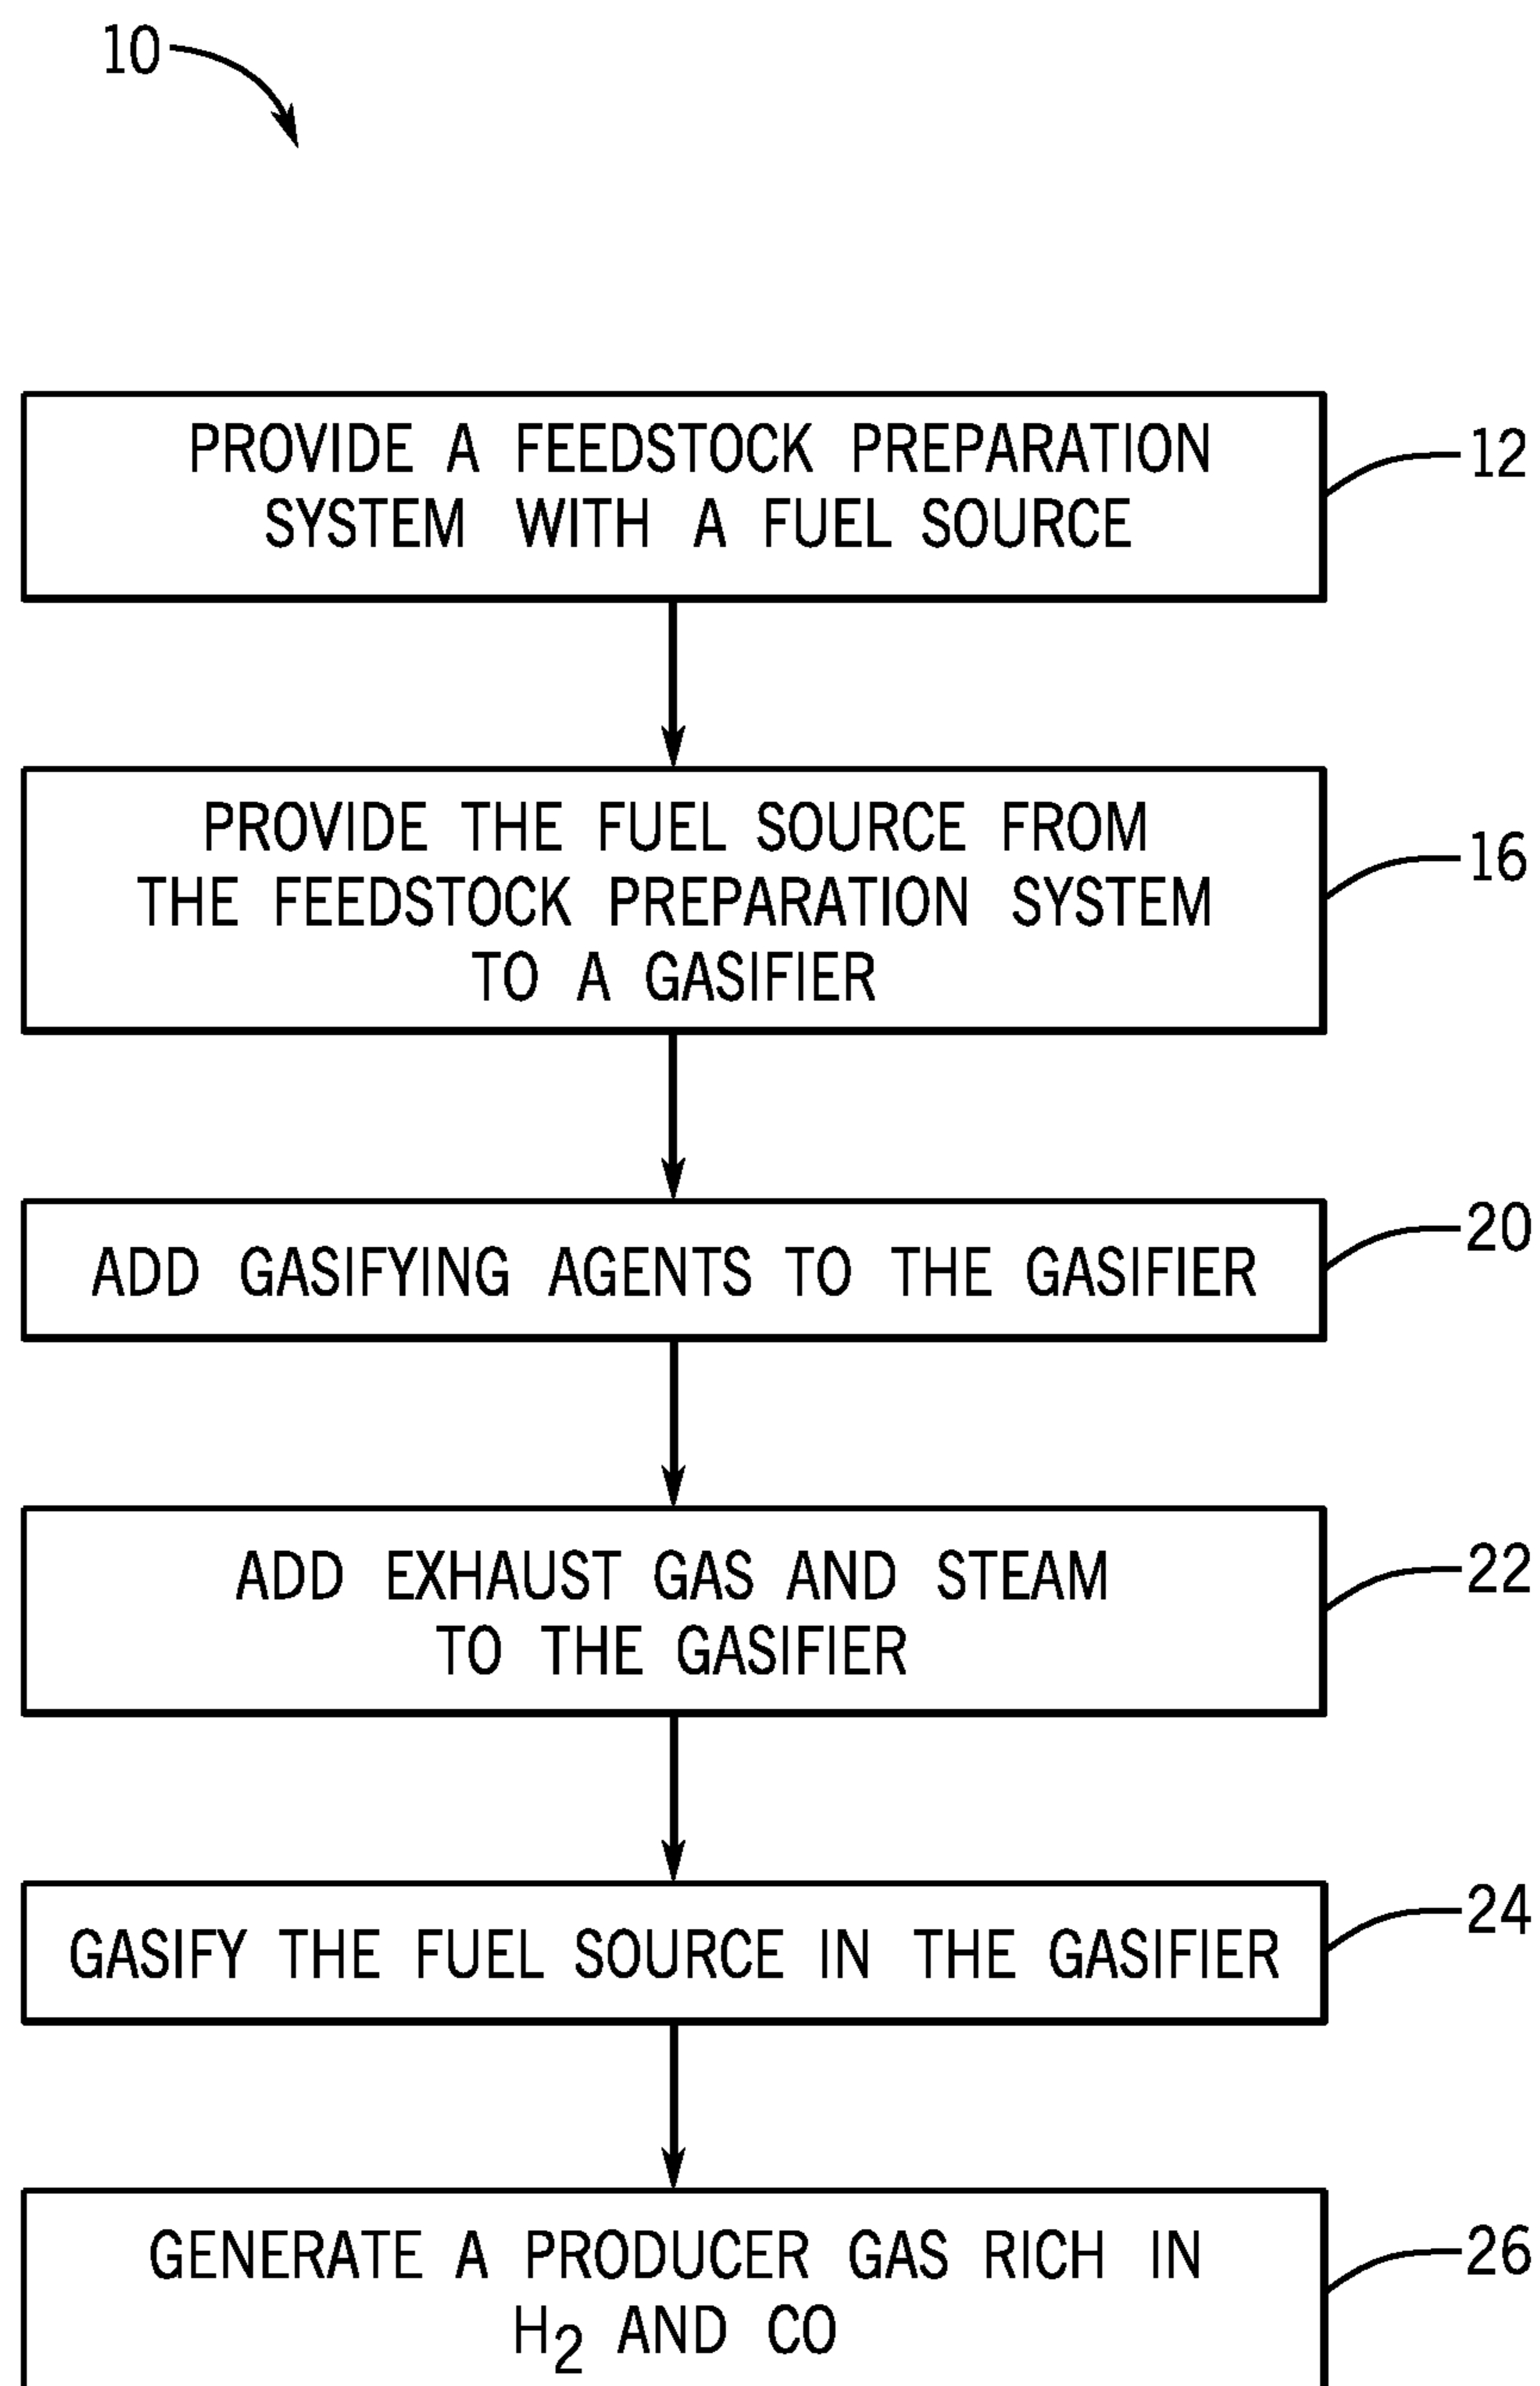 10
PROVIDE A FEEDSTOCK PREPARATION
SYSTEM WITH A FUEL SOURCE
12
PROVIDE THE FUEL SOURCE FROM
THE FEEDSTOCK PREPARATION SYSTEM
TO A GASIFIER
16
ADD GASIFYING AGENTS TO THE GASIFIER
20
ADD EXHAUST GAS AND STEAM
TO THE GASIFIER
22
GASIFY THE FUEL SOURCE IN THE GASIFIER
24
GENERATE A PRODUCER GAS RICH IN
H2 AND CO
26